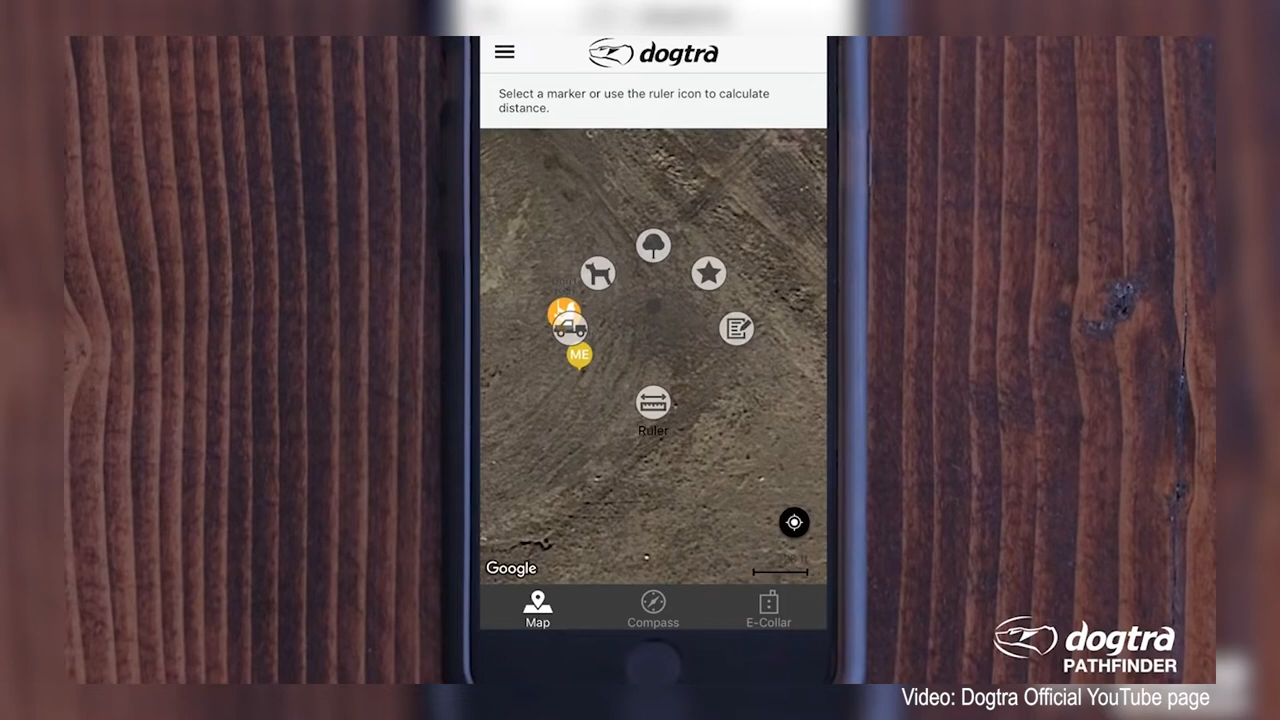 dogtra
Select a marker or use the ruler icon to calculate
distance.
ME
Ruler
Google
Map
Compass
E-Collar
dogtra
PATHFINDER
Video: Dogtra Official YouTube page